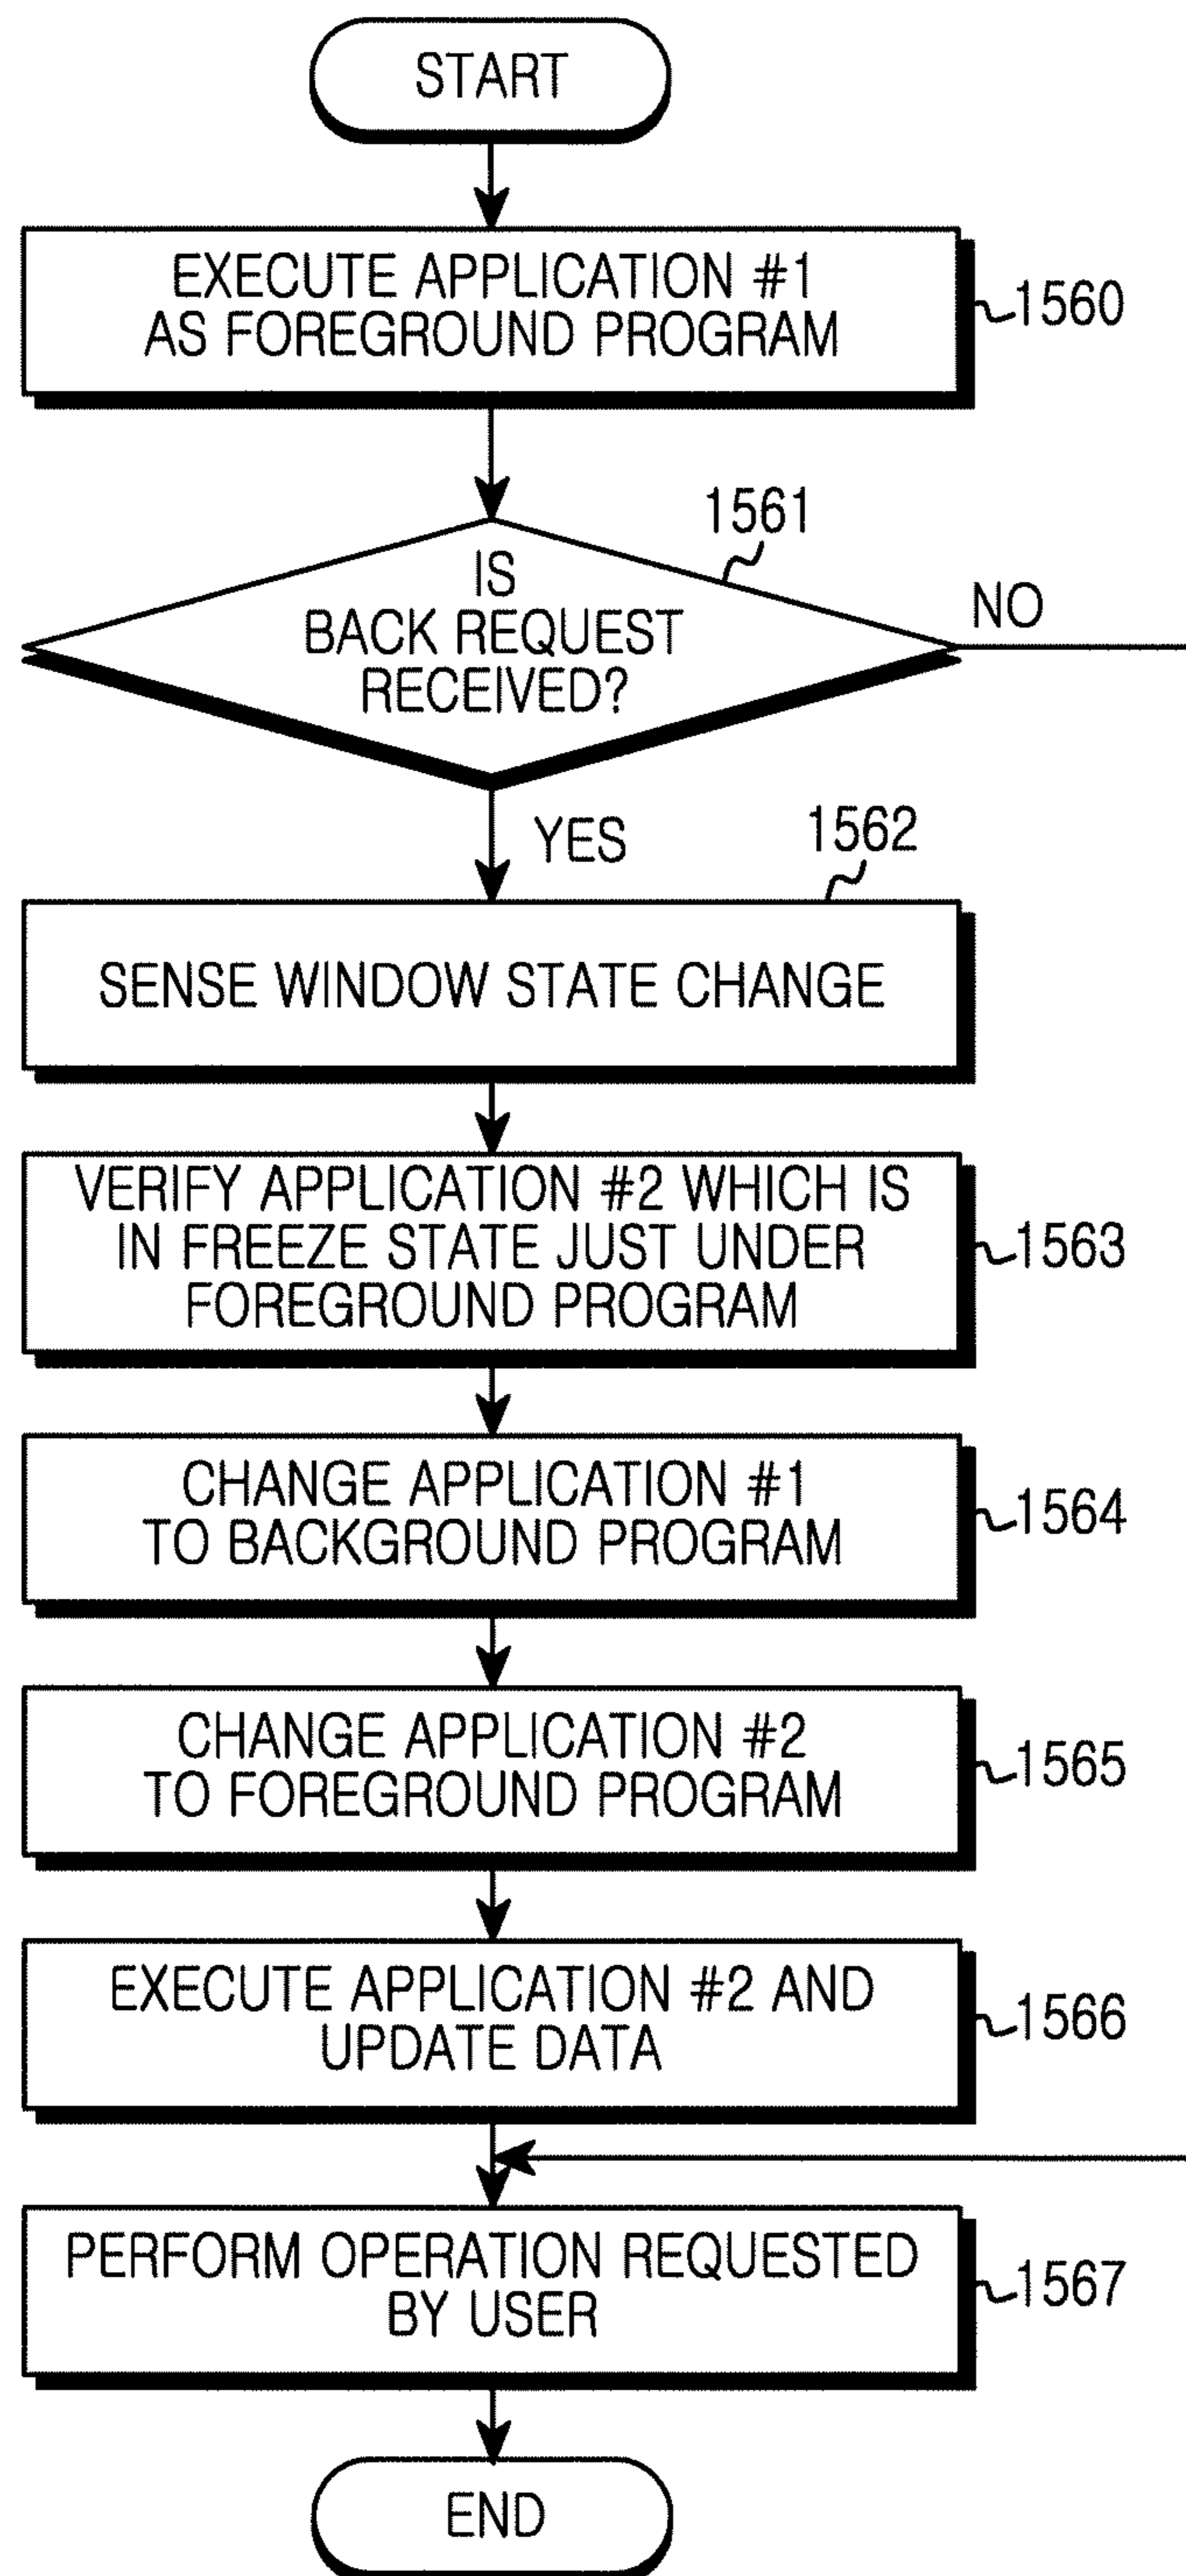 START
EXECUTE APPLICATION #1
AS FOREGROUND PROGRAM
1560
1561
IS
BACK REQUEST
RECEIVED?
NO
YES
1562
SENSE WINDOW STATE CHANGE
VERIFY APPLICATION #2 WHICH IS
IN FREEZE STATE JUST UNDER
FOREGROUND PROGRAM
1563
CHANGE APPLICATION #1
TO BACKGROUND PROGRAM
1564
CHANGE APPLICATION #2
TO FOREGROUND PROGRAM
1565
EXECUTE APPLICATION #2 AND
UPDATE DATA
1566
PERFORM OPERATION REQUESTED
BY USER
1567
END